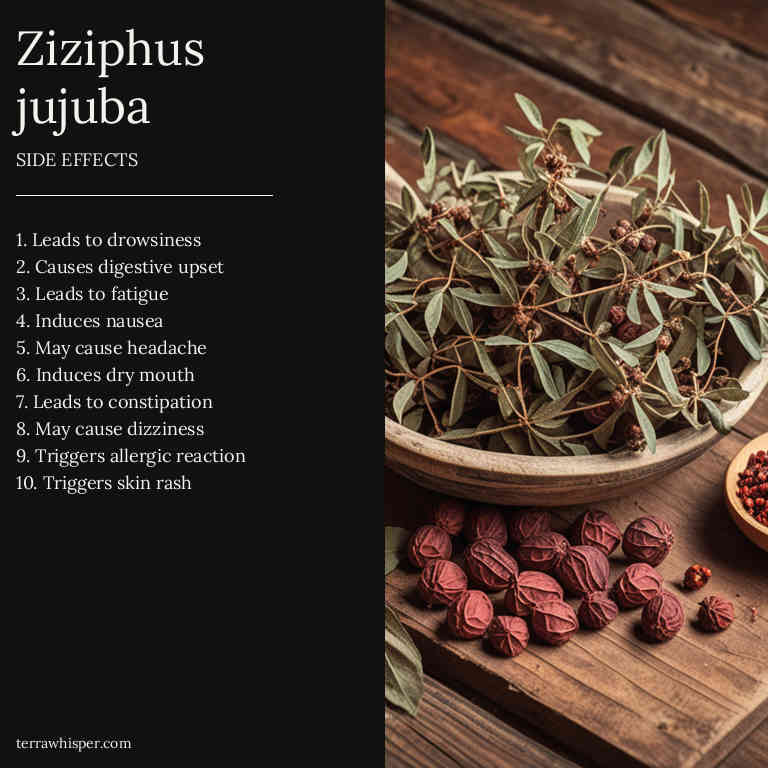 Ziziphus
jujuba
SIDE EFFECTS
1. Leads to drowsiness
2. Causes digestive upset
3. Leads to fatigue
4. Induces nausea
5. May cause headache
6. Induces dry mouth
7. Leads to constipation
8. May cause dizziness
9. Triggers allergic reaction
10. Triggers skin rash
terrawhisper.com